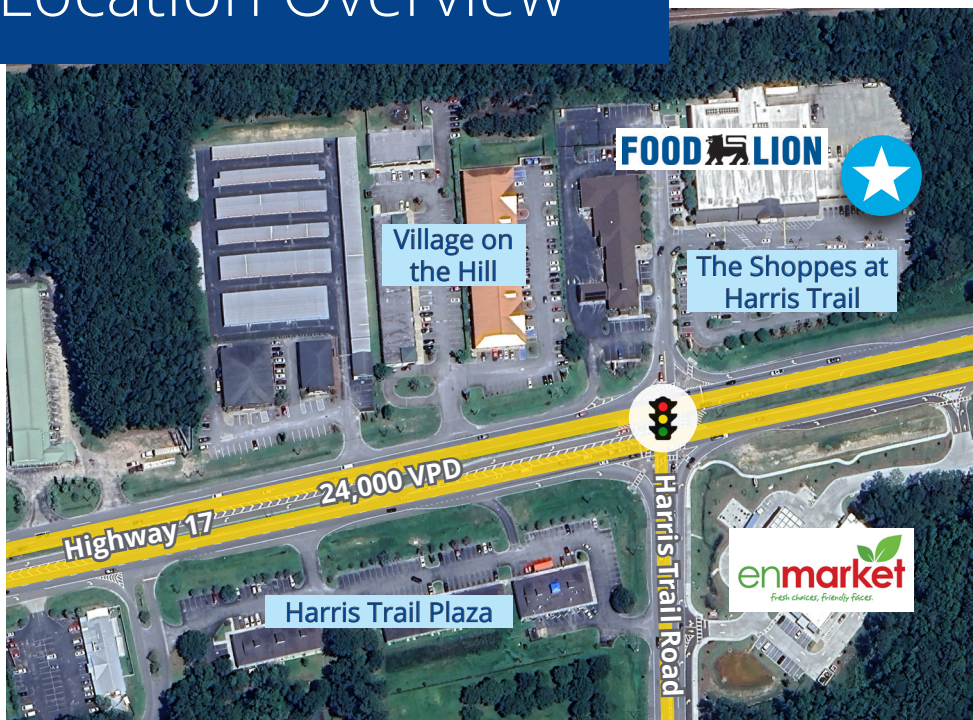 Location Overview
FOOD LION
Village on
the Hill
The Shoppes at
Harris Trail
24,000 VPD
Highway 17
Harris Trail Road
enmarket
fresh choices, friendly faces.
Harris Trail Plaza